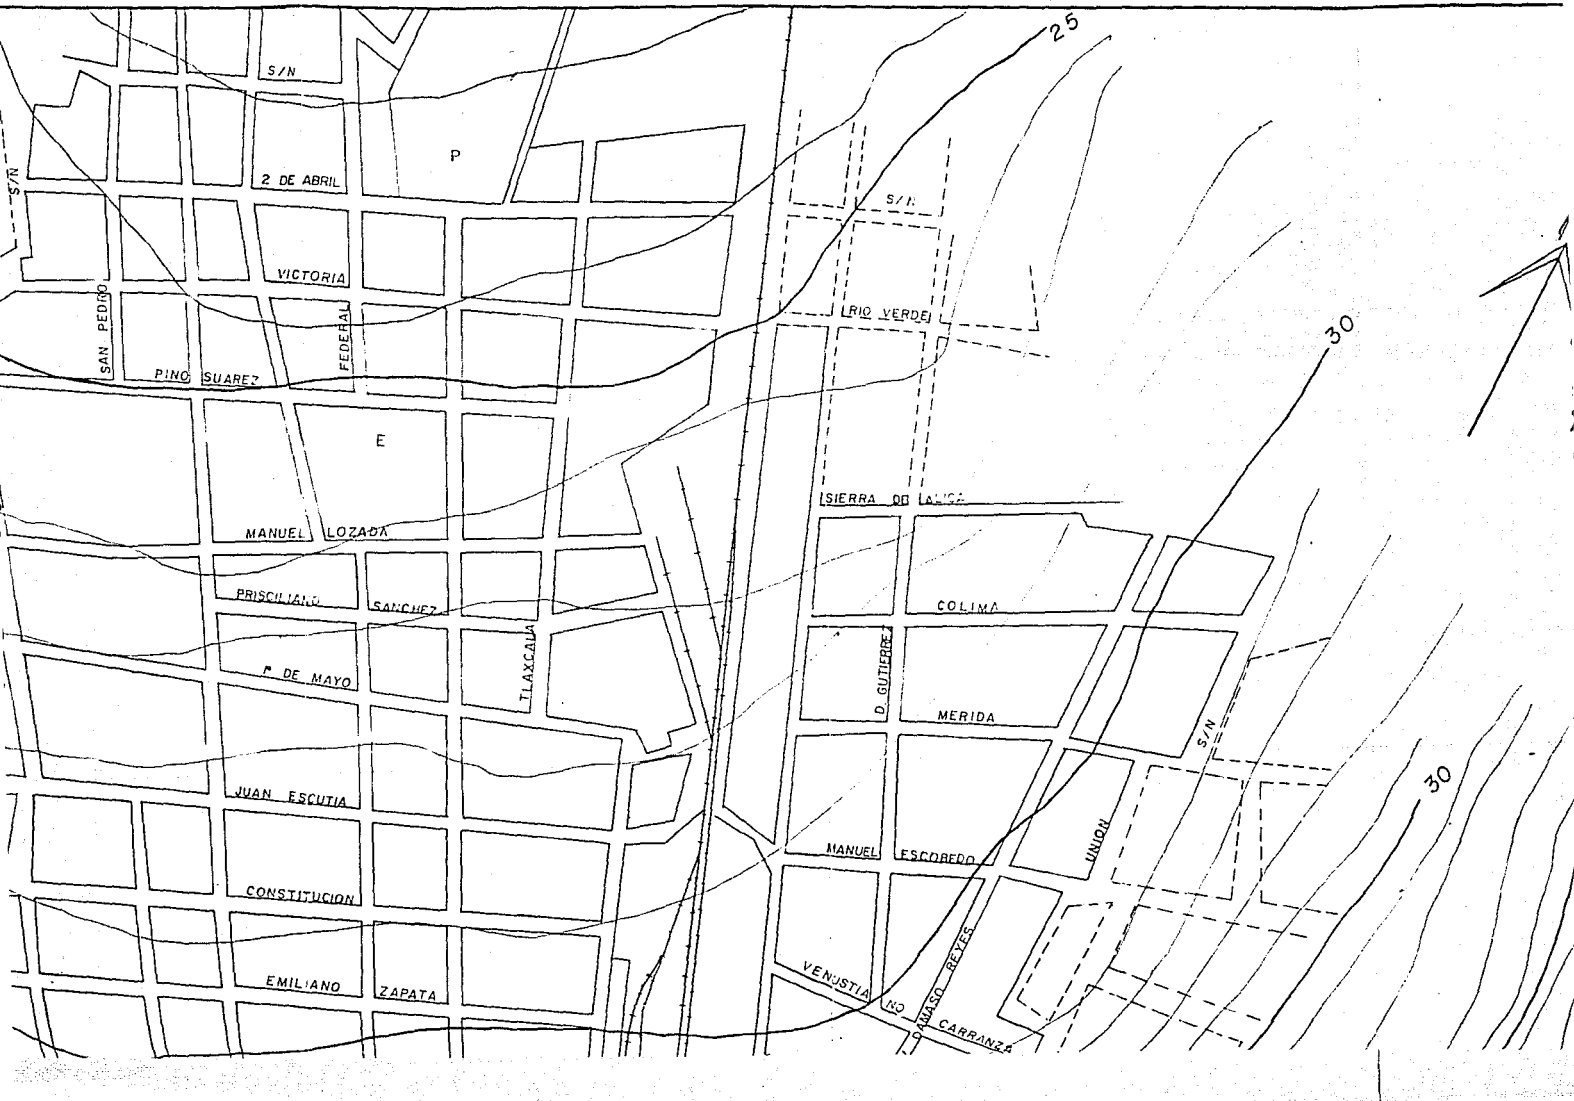 25
S/N
P
2 DE ABRIL
S/N
S/N
VICTORIA
SAN PEDRO
FEDERAL
RIO VERDE
30
PINO SUAREZ
E
SIERRA DE ALICA
MANUEL LOZADA
PRISCILIANO SANCHEZ
COLIMA
TLAXCALA
D. GUTIERREZ
1º DE MAYO
MERIDA
S/N
30
JUAN ESCUTIA
UNION
MANUEL ESCOBEDO
CONSTITUCION
DAMASO REYES
EMILIANO ZAPATA
VENUSTIANO CARRANZA